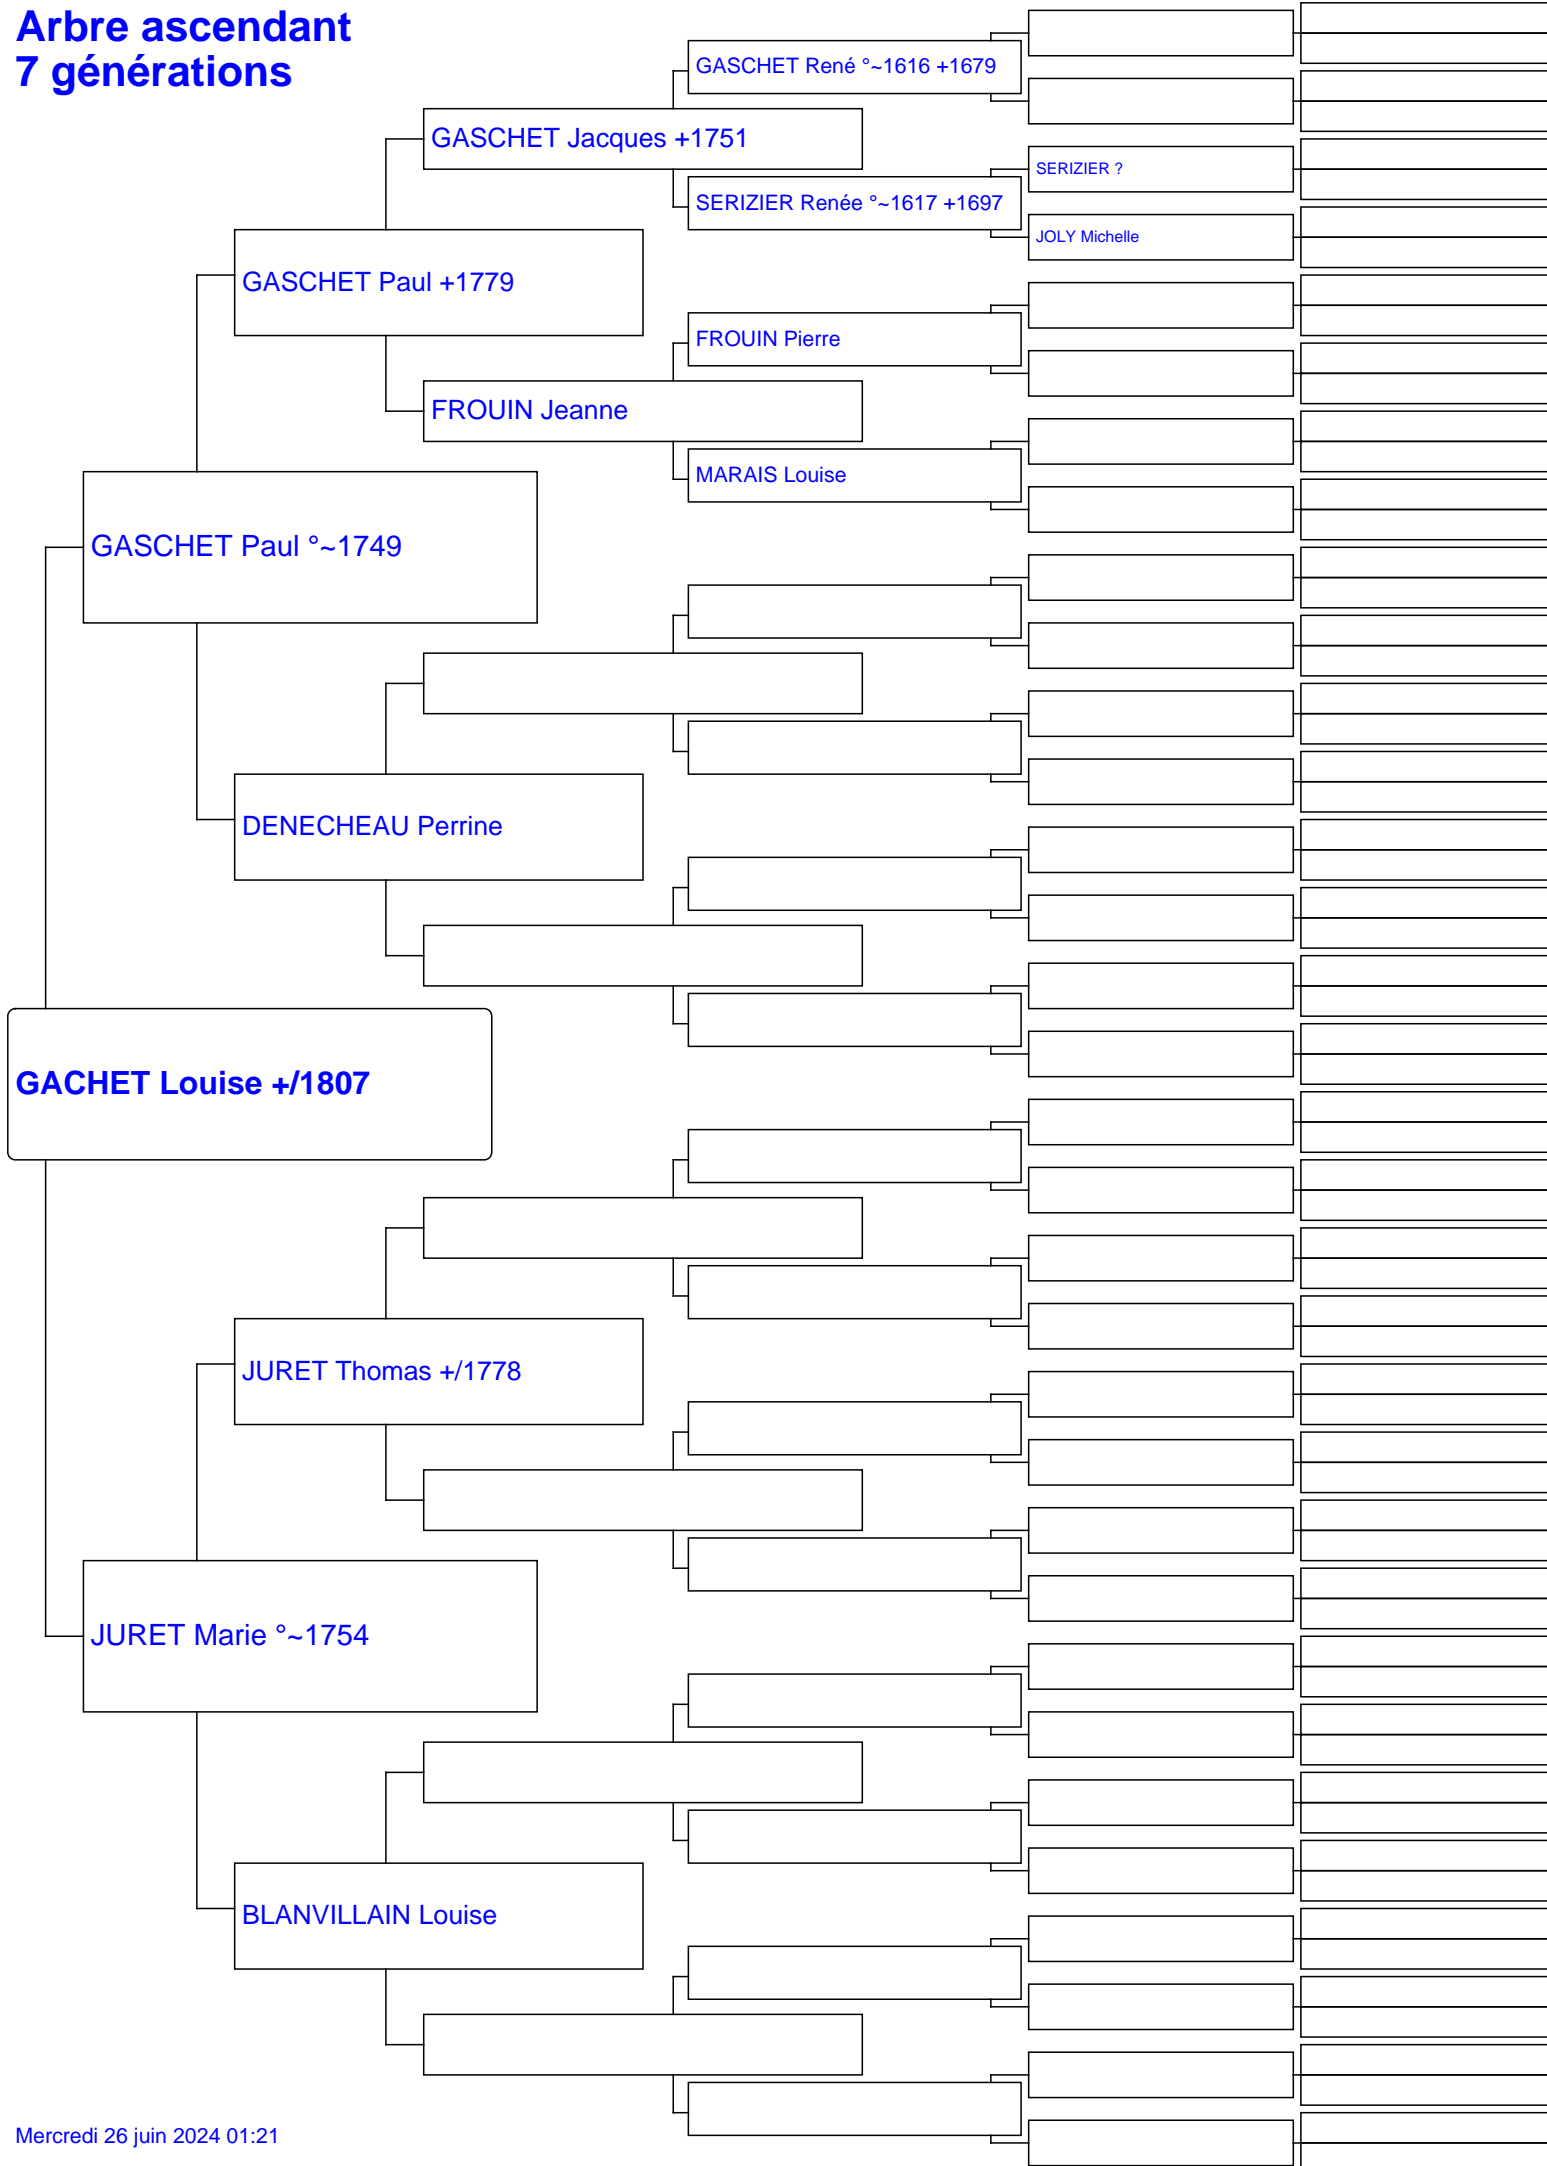 Arbre ascendant
7 générations
GASCHET René °~1616 +1679
GASCHET Jacques +1751
SERIZIER ?
SERIZIER Renée °~1617 +1697
JOLY Michelle
GASCHET Paul +1779
FROUIN Pierre
FROUIN Jeanne
MARAIS Louise
GASCHET Paul °~1749
DENECHEAU Perrine
GACHET Louise +/1807
JURET Thomas +/1778
JURET Marie °~1754
BLANVILLAIN Louise
Mercredi 26 juin 2024 01:21